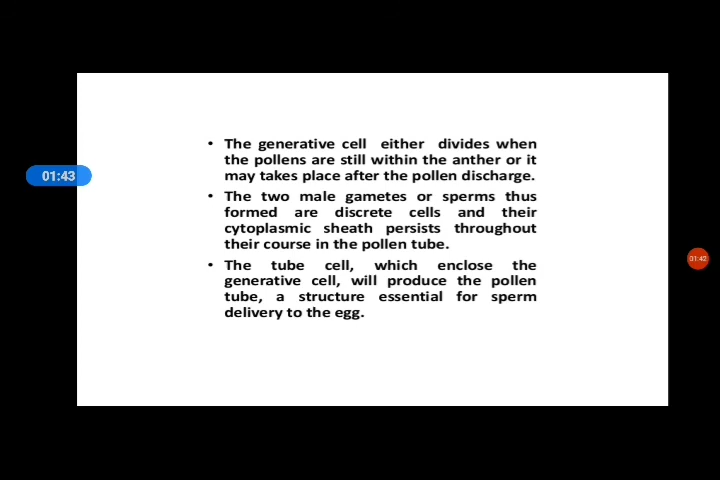 • The generative cell either divides when
the pollens are still within the anther or it
may takes place after the pollen discharge.
01:43
• The two male gametes or sperms thus
formed are discrete cells and their
cytoplasmic sheath persists throughout
their course in the pollen tube.
01:42
• The tube cell, which enclose the
generative cell, will produce the pollen
tube, a structure essential for sperm
delivery to the egg.